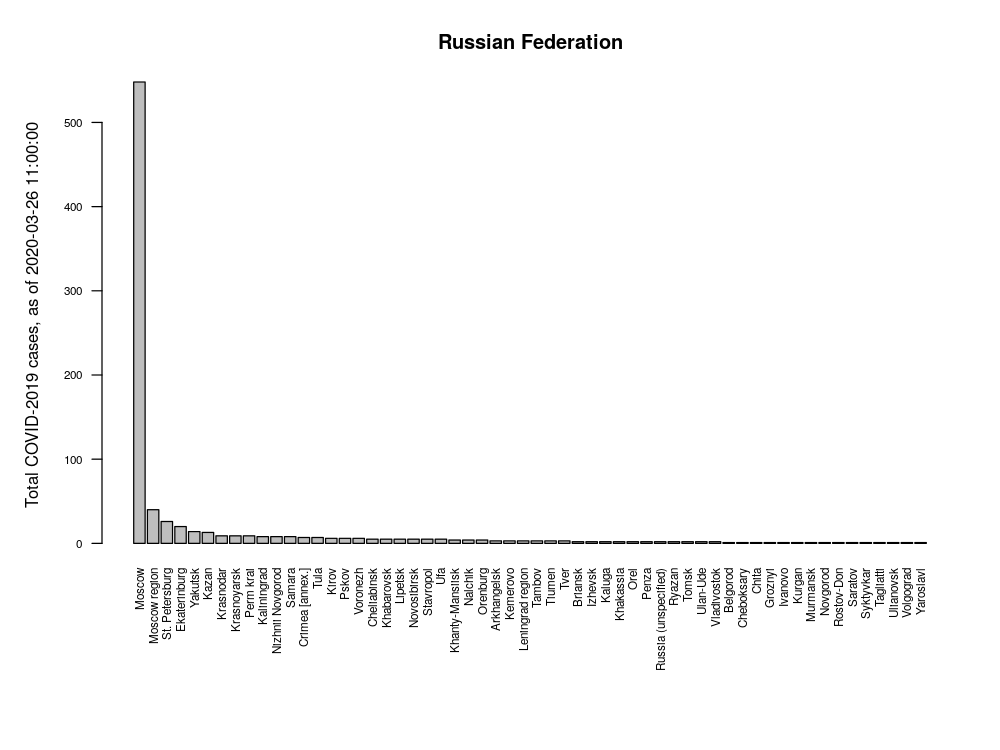 Russian Federation
Total COVID-2019 cases, as of 2020-03-26 11:00:00
500
400
300
200
100
0
Moscow
Moscow region
St. Petersburg
Ekaterinburg
Yakutsk
Kazan
Krasnodar
Krasnoyarsk
Perm krai
Kaliningrad
Nizhnii Novgorod
Samara
Crimea [annex.]
Tula
Kirov
Pskov
Voronezh
Cheliabinsk
Khabarovsk
Lipetsk
Novosibirsk
Stavropol
Ufa
Khanty-Mansiisk
Nalchik
Orenburg
Arkhangelsk
Kemerovo
Leningrad region
Tambov
Tiumen
Tver
Briansk
Izhevsk
Kaluga
Khakassia
Orel
Penza
Russia (unspecified)
Ryazan
Tomsk
Ulan-Ude
Vladivostok
Belgorod
Cheboksary
Chita
Groznyi
Ivanovo
Kurgan
Murmansk
Novgorod
Rostov-Don
Saratov
Syktyvkar
Tagliatti
Ulianovsk
Volgograd
Yaroslavl